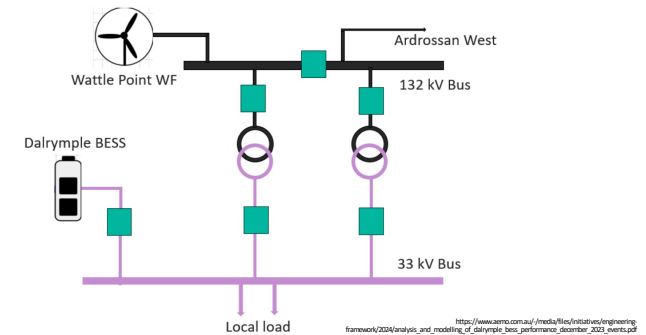 Ardrossan West
Wattle Point WF
132 kV Bus
Dalrymple BESS
33 kV Bus
Local load
https://www.aemo.com.au/-/media/files/initiatives/engineering-
framework/2024/analysis_and_modelling_of_dalrymple_bess_performance_december_2023_events.pdf